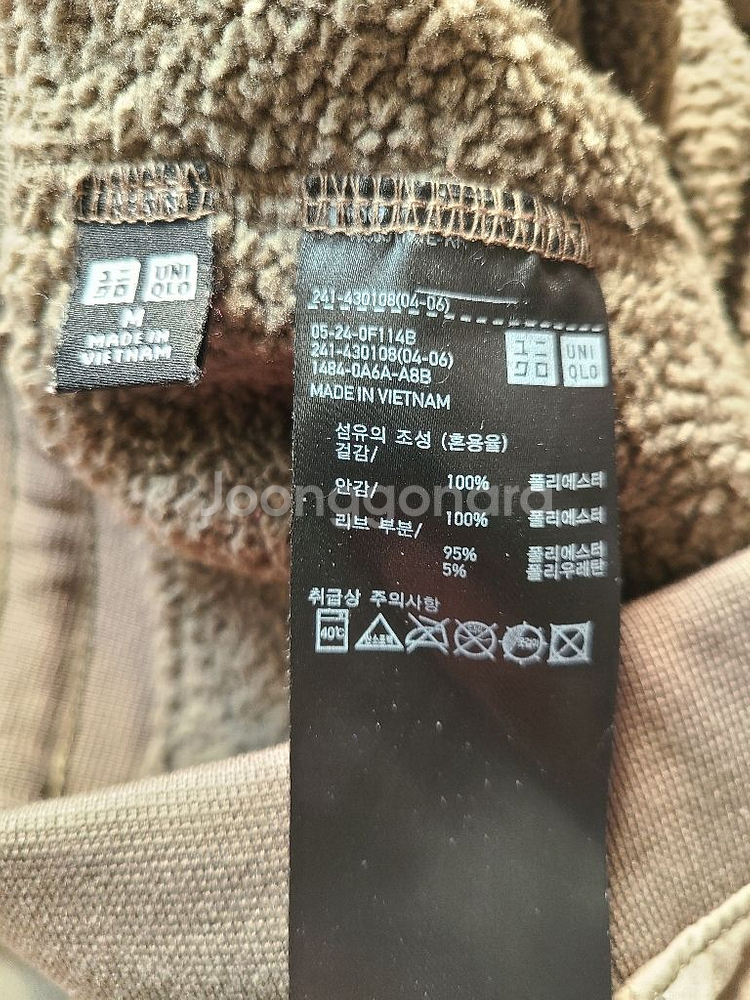 ユニ UNI
クロ QLO
M
MADE IN
VIETNAM
241-430108(04-06)
05-24-0F114B
241-430108(04-06)
1484-0A6A-A8B
MADE IN VIETNAM
ユニ UNI
クロ QLO
섬유의 조성 (혼용율)
겉감/
100% 폴리에스터
안감/
100% 폴리에스터
리브 부분/
95% 폴리에스터
5% 폴리우레탄
취급상 주의사항
40℃
Joonggonara